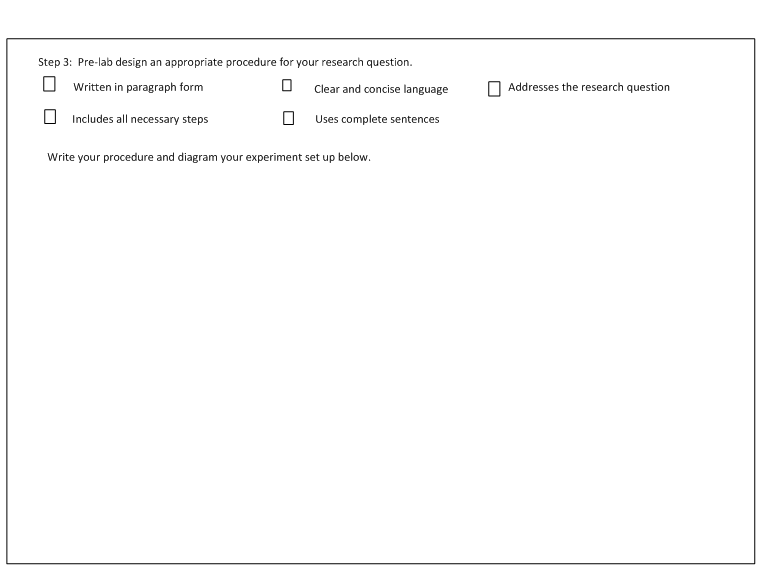 Step 3:  Pre-lab design an appropriate procedure for your research question.
Written in paragraph form
Clear and concise language
Addresses the research question
Includes all necessary steps
Uses complete sentences
Write your procedure and diagram your experiment set up below.